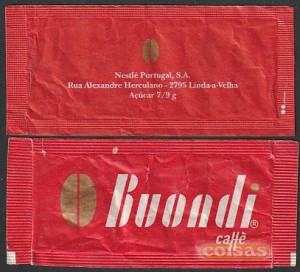 Nestlé Portugal, S.A.
Rua Alexandre Herculano - 2795 Linda-a-Velha
Açúcar 7/9 g
Buondi®
caffè
coisas